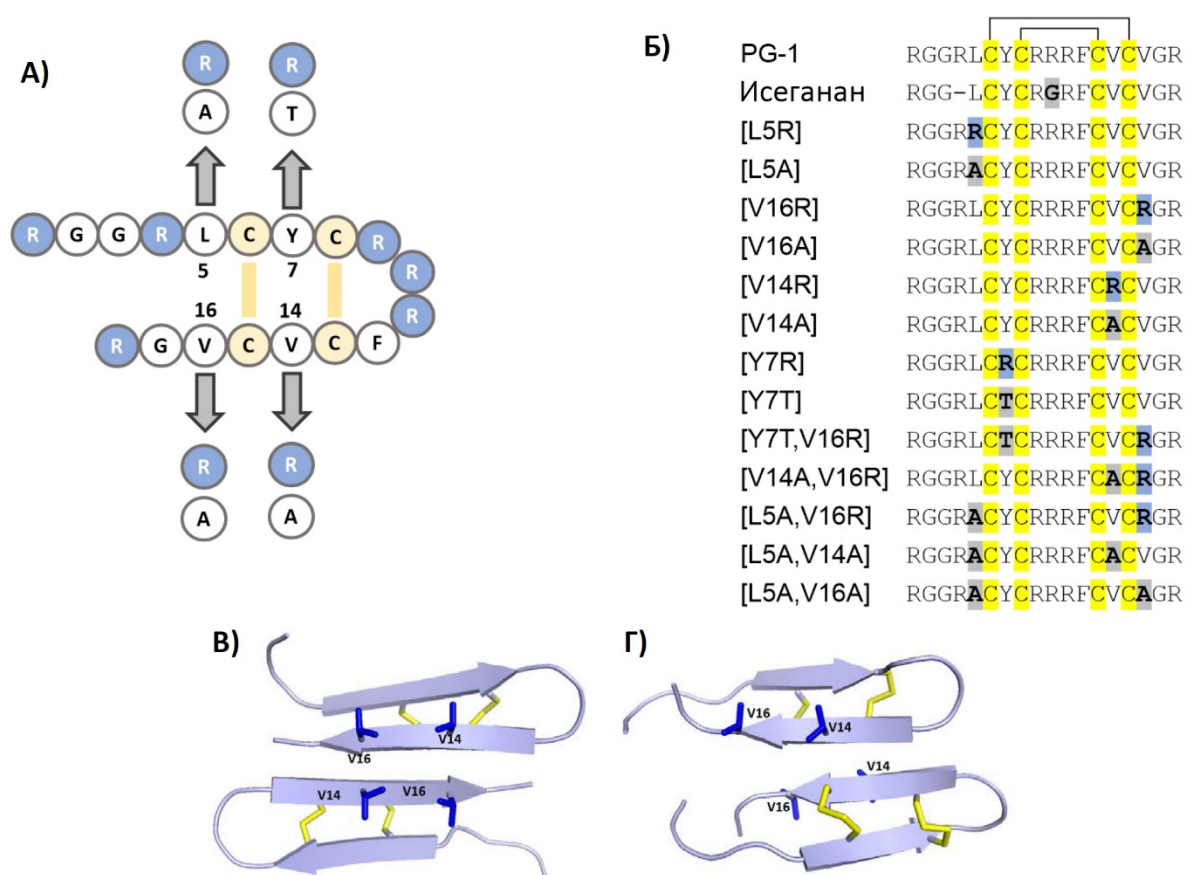 А)
R R
A T
R G G R L C Y C R
R
5 7
R
16 14
R G V C V C F
R R
A A
Б)
PG-1 RGGRLCYCRRRFCVCVGR
Исеганан RGG-LCYCRGRFCVCVGR
[L5R] RGGRRCYCRRRFCVCVGR
[L5A] RGGRACYCRRRFCVCVGR
[V16R] RGGRLCYCRRRFCVCRGR
[V16A] RGGRLCYCRRRFCVCAGR
[V14R] RGGRLCYCRRRFCRCVGR
[V14A] RGGRLCYCRRRFCACVGR
[Y7R] RGGRLCRCRRRFCVCVGR
[Y7T] RGGRLCTCRRRFCVCVGR
[Y7T,V16R] RGGRLCTCRRRFCVCRGR
[V14A,V16R] RGGRLCYCRRRFCACRGR
[L5A,V16R] RGGRACYCRRRFCVCRGR
[L5A,V14A] RGGRACYCRRRFCACVGR
[L5A,V16A] RGGRACYCRRRFCVCAGR
В)
V14
V16
V14 V16
Г)
V16 V14
V14
V16